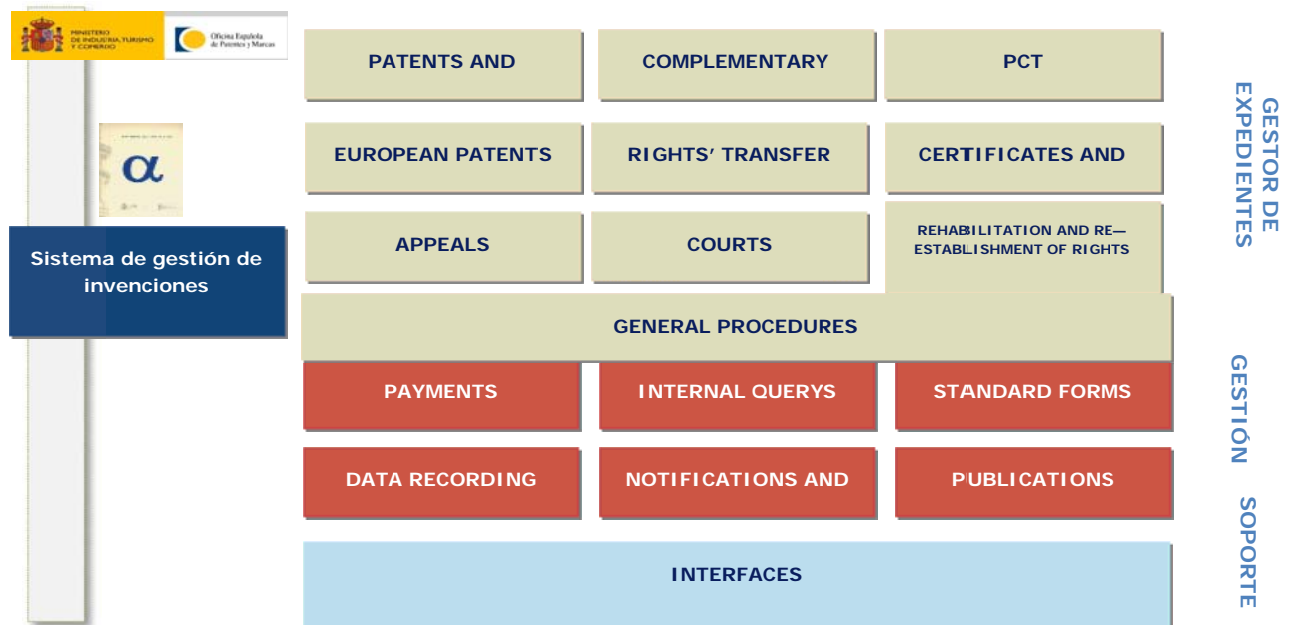 MINISTERIO
DE INDUSTRIA, TURISMO
Y COMERCIO
Oficina Española
de Patentes y Marcas
α
Sistema de gestión de
invenciones
PATENTS AND
COMPLEMENTARY
PCT
EUROPEAN PATENTS
RIGHTS' TRANSFER
CERTIFICATES AND
APPEALS
COURTS
REHABILITATION AND RE—
ESTABLISHMENT OF RIGHTS
GENERAL PROCEDURES
PAYMENTS
INTERNAL QUERYS
STANDARD FORMS
DATA RECORDING
NOTIFICATIONS AND
PUBLICATIONS
INTERFACES
GESTOR DE
EXPEDIENTES
GESTIÓN
SOPORTE